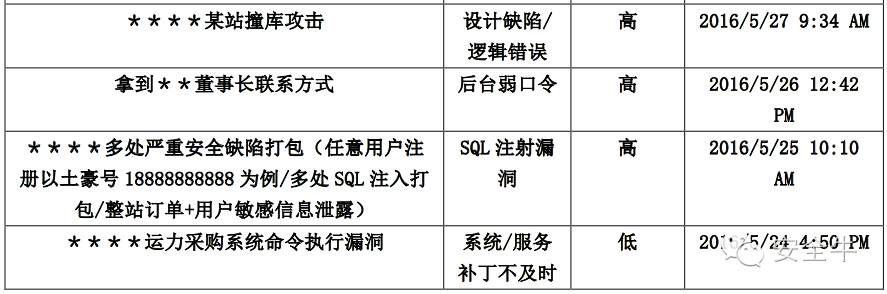 ＊＊＊＊某站撞库攻击
设计缺陷/
逻辑错误
高
2016/5/27 9:34 AM
拿到＊＊董事长联系方式
后台弱口令
高
2016/5/26 12:42
PM
＊＊＊＊多处严重安全缺陷打包（任意用户注
册以土豪号 18888888888 为例/多处 SQL 注入打
包/整站订单+用户敏感信息泄露）
SQL 注射漏
洞
高
2016/5/25 10:10
AM
＊＊＊＊运力采购系统命令执行漏洞
系统/服务
补丁不及时
低
5/24 4:50 PM
安全牛